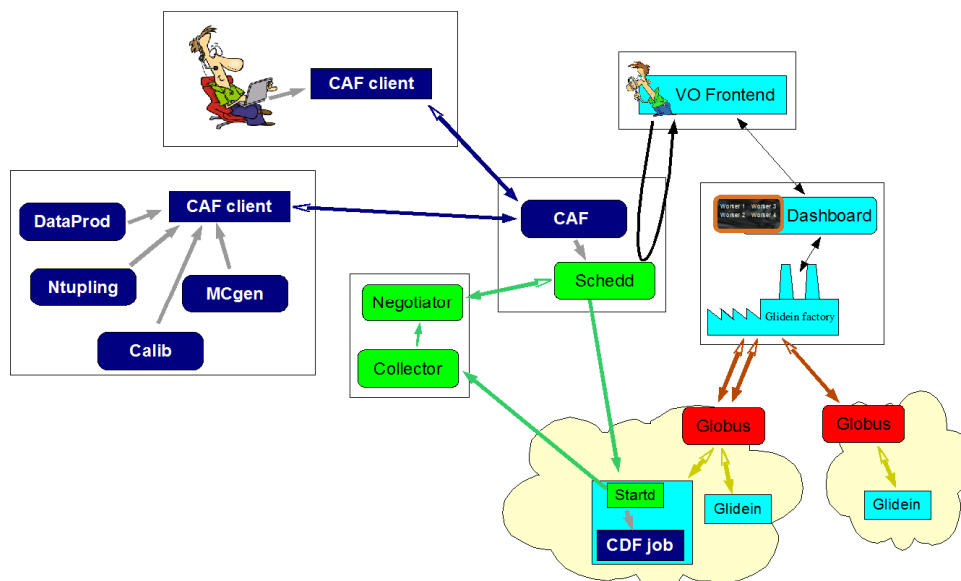 CAF client
VO Frontend
CAF client
DataProd
Ntupling
MCgen
Calib
CAF
Schedd
Worker 1 Worker 3
Worker 2 Worker 4
Dashboard
Glidein factory
Negotiator
Collector
Globus
Globus
Startd
Glidein
Glidein
CDF job